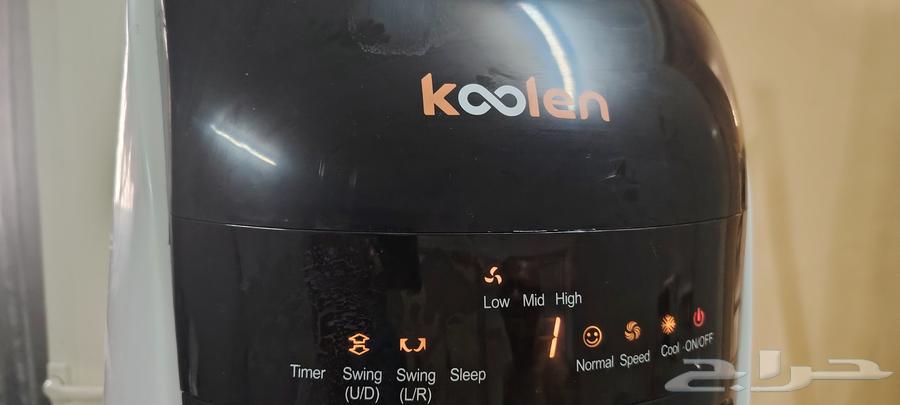 koolen
Low Mid High
1
Normal Speed Cool ON/OFF
Timer Swing (U/D) Swing (L/R) Sleep
حراج